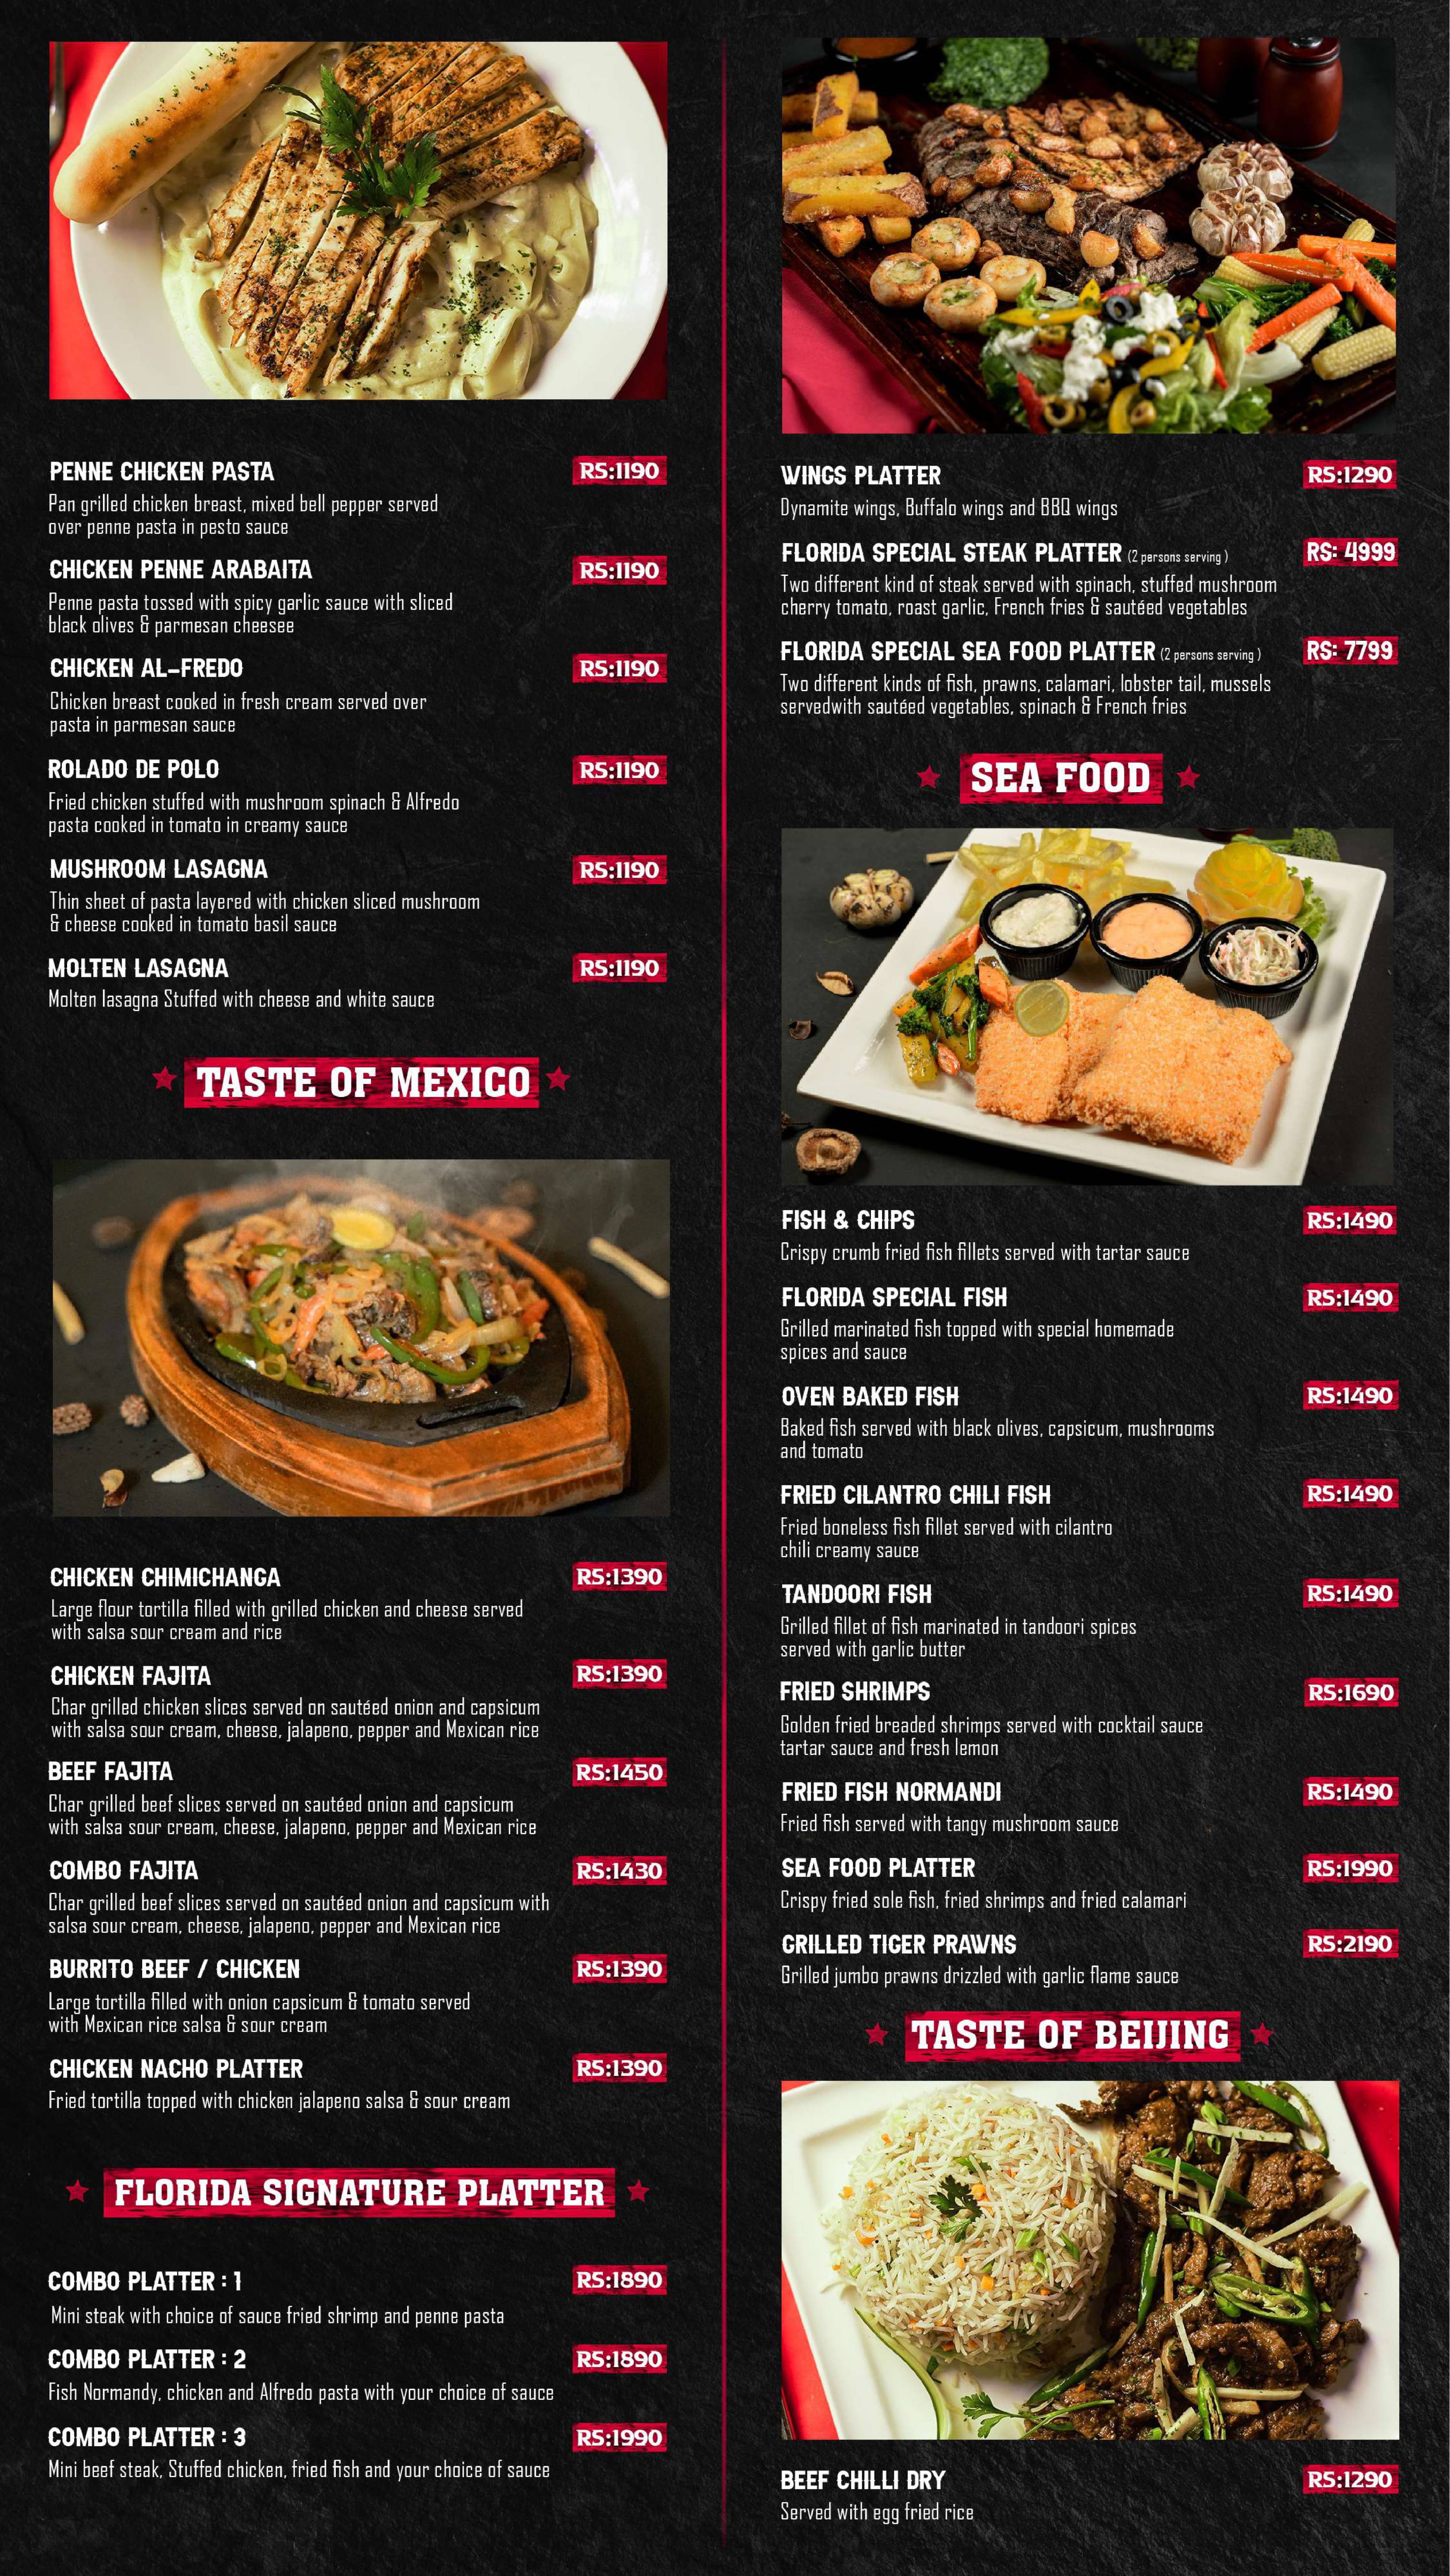 PENNE CHICKEN PASTA RS:1190
Pan grilled chicken breast, mixed bell pepper served
over penne pasta in pesto sauce
CHICKEN PENNE ARABAITA RS:1190
Penne pasta tossed with spicy garlic sauce with sliced
black olives & parmesan cheesee
CHICKEN AL-FREDO RS:1190
Chicken breast cooked in fresh cream served over
pasta in parmesan sauce
ROLADO DE POLO RS:1190
Fried chicken stuffed with mushroom spinach & Alfredo
pasta cooked in tomato in creamy sauce
MUSHROOM LASAGNA RS:1190
Thin sheet of pasta layered with chicken sliced mushroom
& cheese cooked in tomato basil sauce
MOLTEN LASAGNA RS:1190
Molten lasagna Stuffed with cheese and white sauce
TASTE OF MEXICO
CHICKEN CHIMICHANGA RS:1390
Large flour tortilla filled with grilled chicken and cheese served
with salsa sour cream and rice
CHICKEN FAJITA RS:1390
Char grilled chicken slices served on sautéed onion and capsicum
with salsa sour cream, cheese, jalapeno, pepper and Mexican rice
BEEF FAJITA RS:1450
Char grilled beef slices served on sautéed onion and capsicum
with salsa sour cream, cheese, jalapeno, pepper and Mexican rice
COMBO FAJITA RS:1430
Char grilled beef slices served on sautéed onion and capsicum with
salsa sour cream, cheese, jalapeno, pepper and Mexican rice
BURRITO BEEF / CHICKEN RS:1390
Large tortilla filled with onion capsicum & tomato served
with Mexican rice salsa & sour cream
CHICKEN NACHO PLATTER RS:1390
Fried tortilla topped with chicken jalapeno salsa & sour cream
FLORIDA SIGNATURE PLATTER
COMBO PLATTER : 1 RS:1890
Mini steak with choice of sauce fried shrimp and penne pasta
COMBO PLATTER : 2 RS:1890
Fish Normandy, chicken and Alfredo pasta with your choice of sauce
COMBO PLATTER : 3 RS:1990
Mini beef steak, Stuffed chicken, fried fish and your choice of sauce
WINGS PLATTER RS:1290
Dynamite wings, Buffalo wings and BBQ wings
FLORIDA SPECIAL STEAK PLATTER (2 persons serving ) RS: 4999
Two different kind of steak served with spinach, stuffed mushroom
cherry tomato, roast garlic, French fries & sautéed vegetables
FLORIDA SPECIAL SEA FOOD PLATTER (2 persons serving ) RS: 7799
Two different kinds of fish, prawns, calamari, lobster tail, mussels
servedwith sautéed vegetables, spinach & French fries
SEA FOOD
FISH & CHIPS RS:1490
Crispy crumb fried fish fillets served with tartar sauce
FLORIDA SPECIAL FISH RS:1490
Grilled marinated fish topped with special homemade
spices and sauce
OVEN BAKED FISH RS:1490
Baked fish served with black olives, capsicum, mushrooms
and tomato
FRIED CILANTRO CHILI FISH RS:1490
Fried boneless fish fillet served with cilantro
chili creamy sauce
TANDOORI FISH RS:1490
Grilled fillet of fish marinated in tandoori spices
served with garlic butter
FRIED SHRIMPS RS:1690
Golden fried breaded shrimps served with cocktail sauce
tartar sauce and fresh lemon
FRIED FISH NORMANDI RS:1490
Fried fish served with tangy mushroom sauce
SEA FOOD PLATTER RS:1990
Crispy fried sole fish, fried shrimps and fried calamari
GRILLED TIGER PRAWNS RS:2190
Grilled jumbo prawns drizzled with garlic flame sauce
TASTE OF BEIJING
BEEF CHILLI DRY RS:1290
Served with egg fried rice